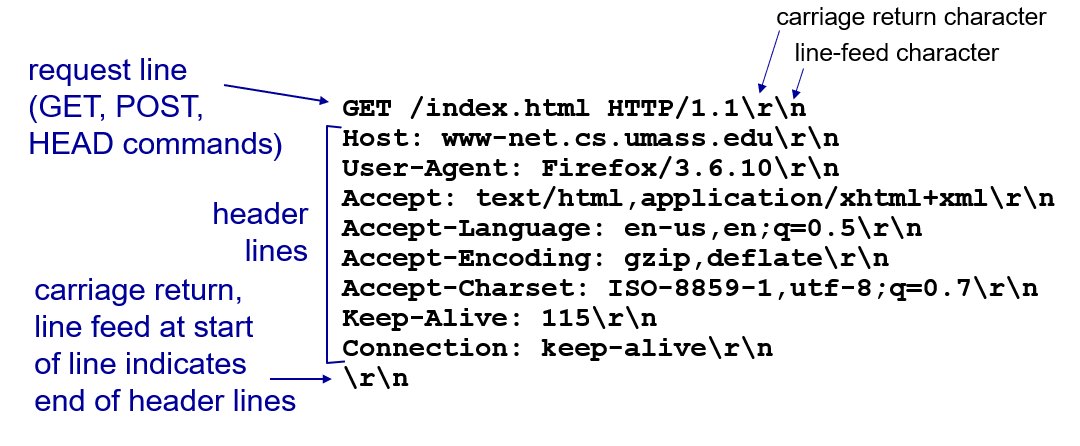 carriage return character
line-feed character
request line
(GET, POST,
HEAD commands)
GET /index.html HTTP/1.1\r\n
Host: www-net.cs.umass.edu\r\n
User-Agent: Firefox/3.6.10\r\n
Accept: text/html,application/xhtml+xml\r\n
Accept-Language: en-us,en;q=0.5\r\n
Accept-Encoding: gzip,deflate\r\n
Accept-Charset: ISO-8859-1,utf-8;q=0.7\r\n
Keep-Alive: 115\r\n
Connection: keep-alive\r\n
\r\n
header
lines
carriage return,
line feed at start
of line indicates
end of header lines